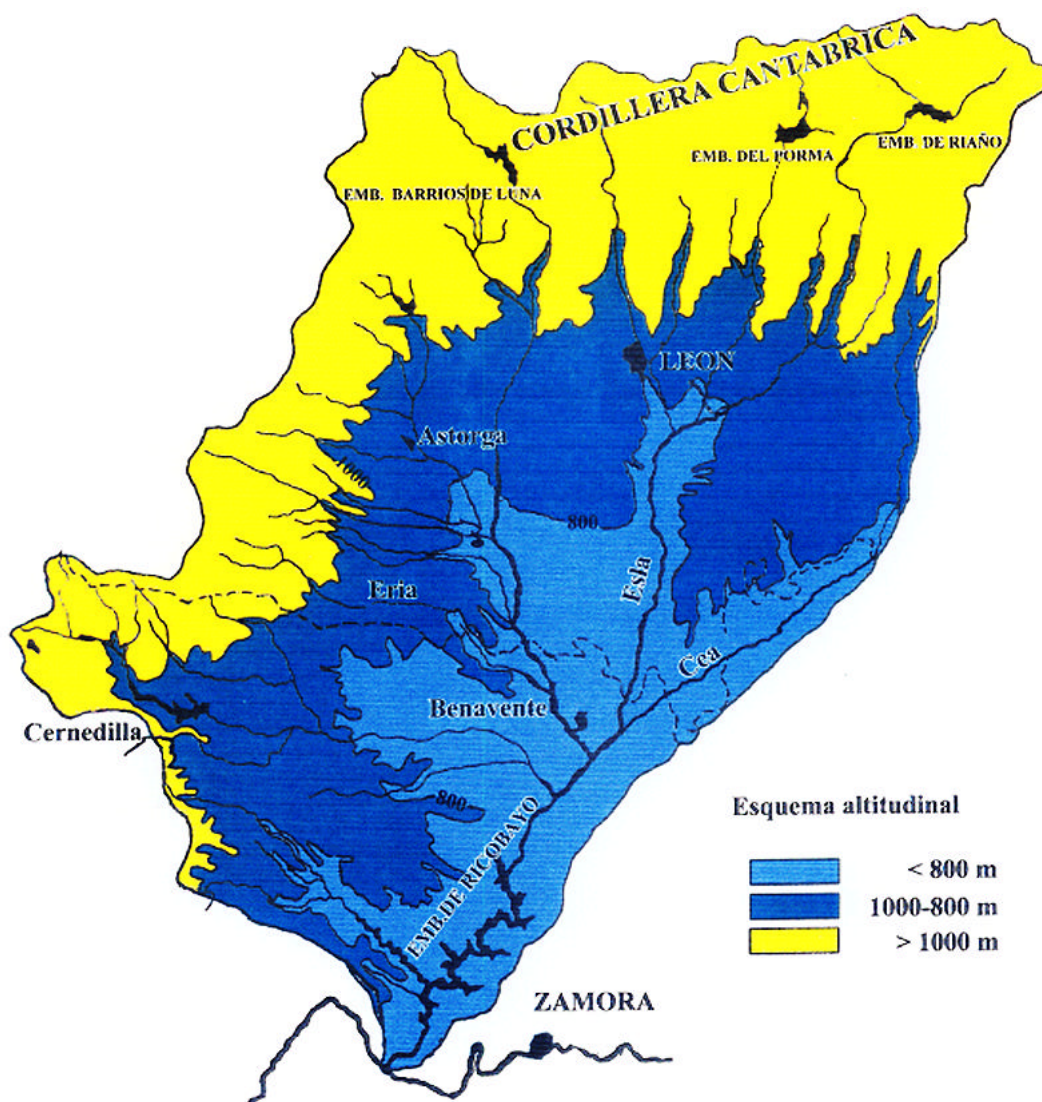 CORDILLERA CANTABRICA
EMB. DE RIAÑO
EMB. DEL PORMA
EMB. BARRIOS DE LUNA
LEON
Astorga
800
Esla
Eria
Cea
Benavente
Cernedilla
800
EMB.DE RICOBAYO
Esquema altitudinal
< 800 m
1000-800 m
> 1000 m
ZAMORA